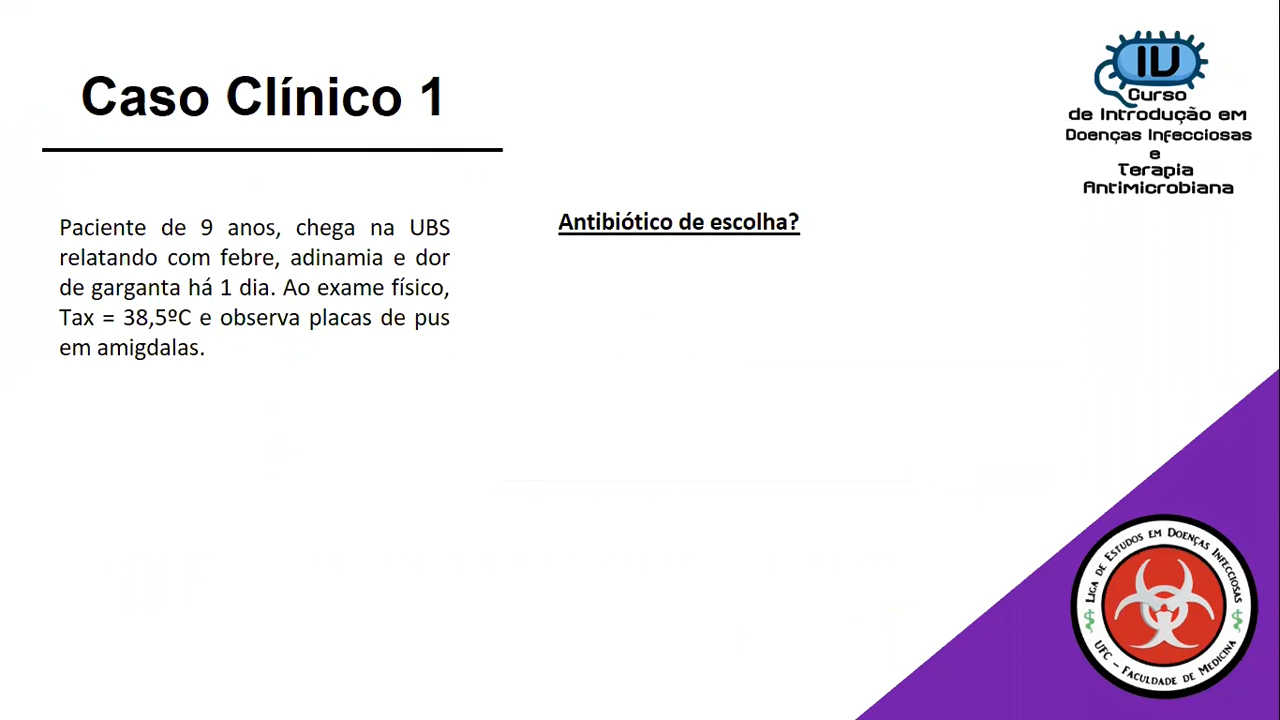 Caso Clínico 1
IV
Curso
de Introdução em
Doenças Infecciosas
e
Terapia
Antimicrobiana
Paciente de 9 anos, chega na UBS
relatando com febre, adinamia e dor
de garganta há 1 dia. Ao exame físico,
Tax = 38,5ºC e observa placas de pus
em amigdalas.
Antibiótico de escolha?
Liga de Estudos em Doenças Infecciosas
UFC – Faculdade de Medicina